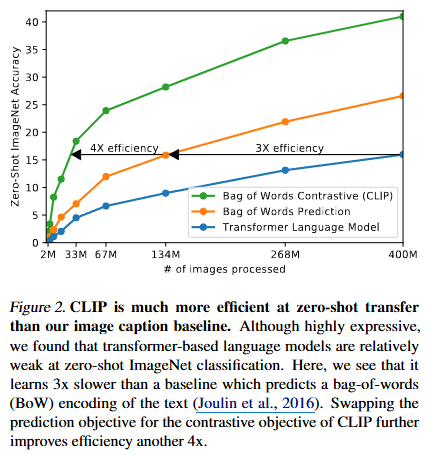 Zero-Shot ImageNet Accuracy
40
35
30
25
20
15
10
5
0
4X efficiency
3X efficiency
Bag of Words Contrastive (CLIP)
Bag of Words Prediction
Transformer Language Model
2M 33M 67M 134M 268M 400M
# of images processed
Figure 2. CLIP is much more efficient at zero-shot transfer
than our image caption baseline. Although highly expressive,
we found that transformer-based language models are relatively
weak at zero-shot ImageNet classification. Here, we see that it
learns 3x slower than a baseline which predicts a bag-of-words
(BoW) encoding of the text (Joulin et al., 2016). Swapping the
prediction objective for the contrastive objective of CLIP further
improves efficiency another 4x.